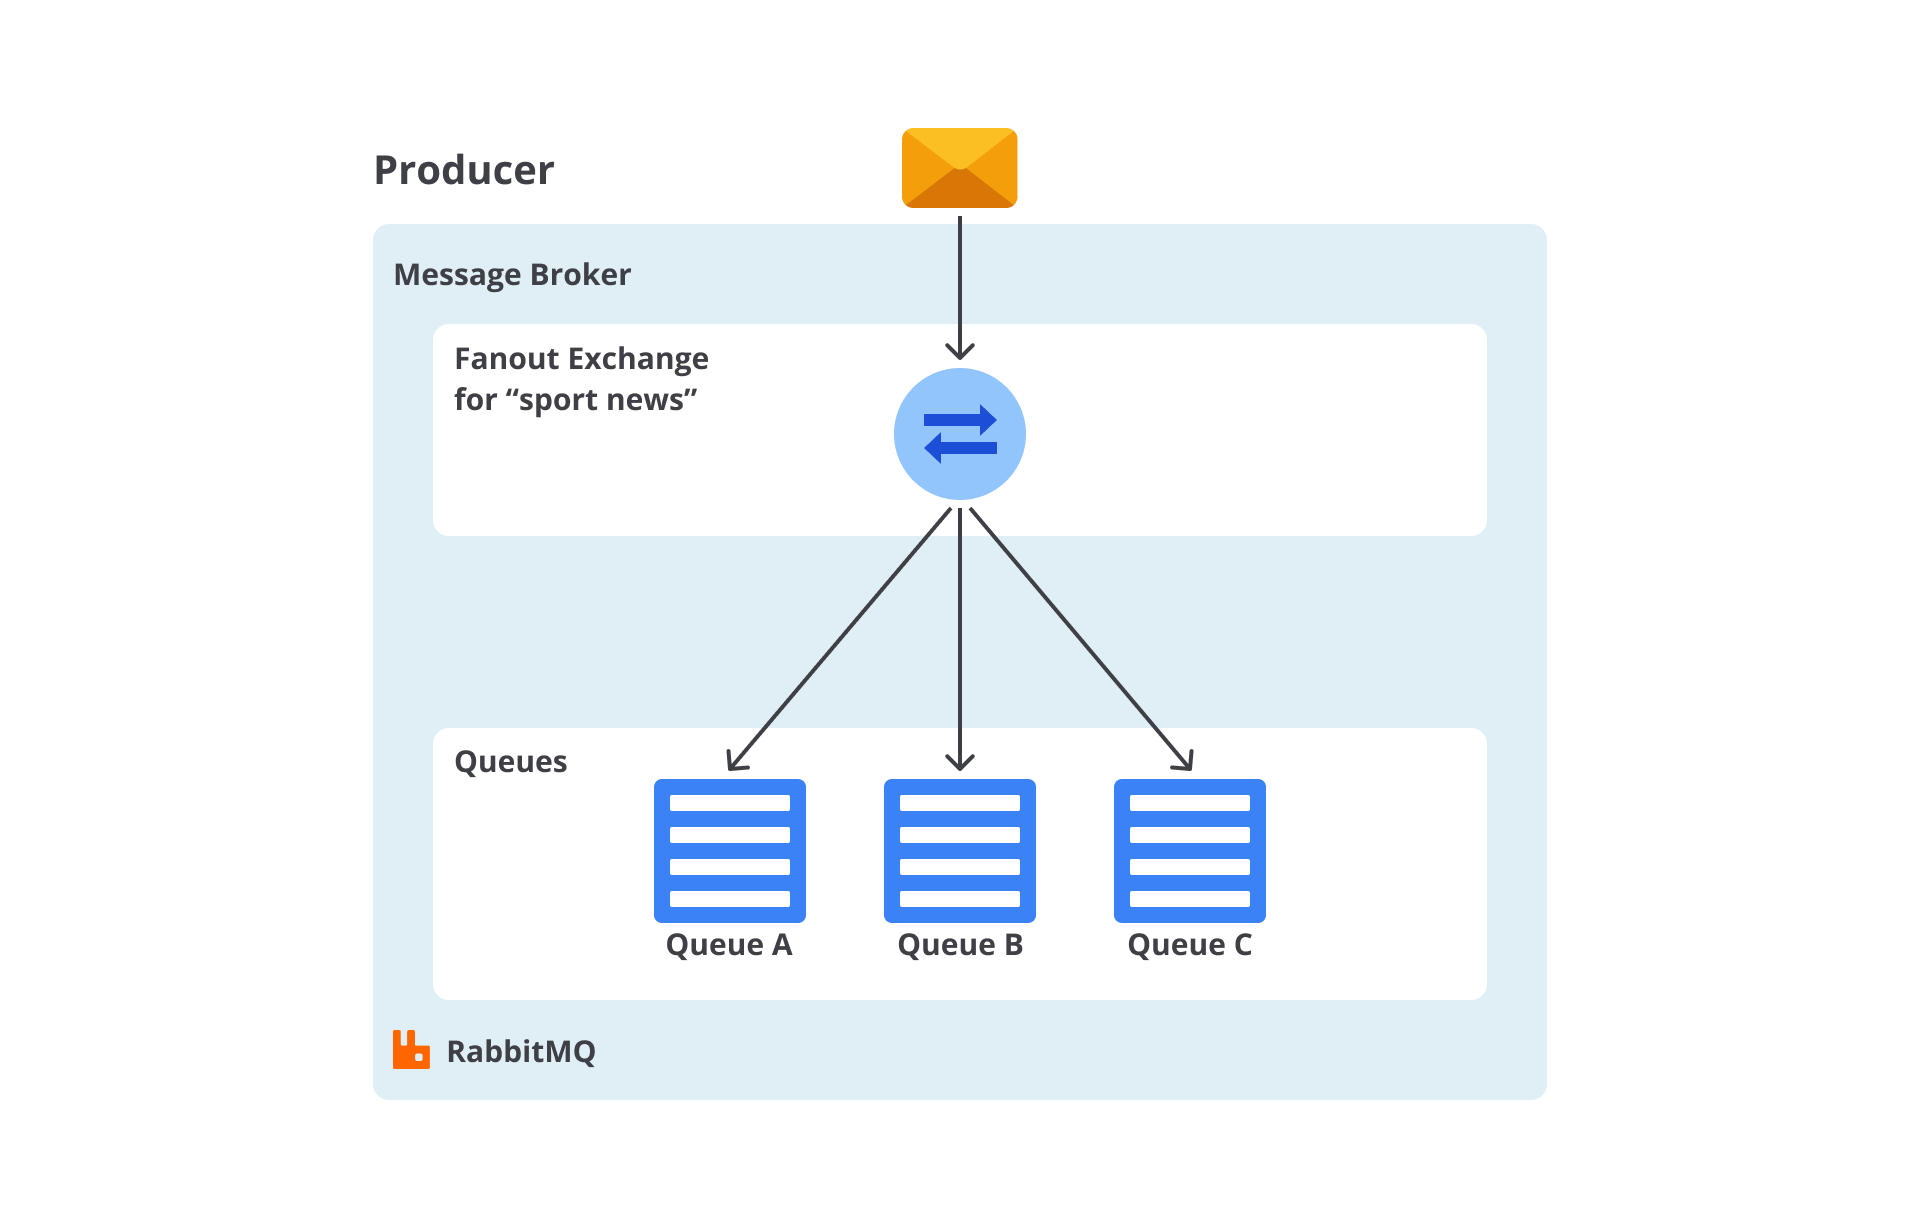 Producer
Message Broker
Fanout Exchange
for “sport news”
Queues
Queue A
Queue B
Queue C
RabbitMQ